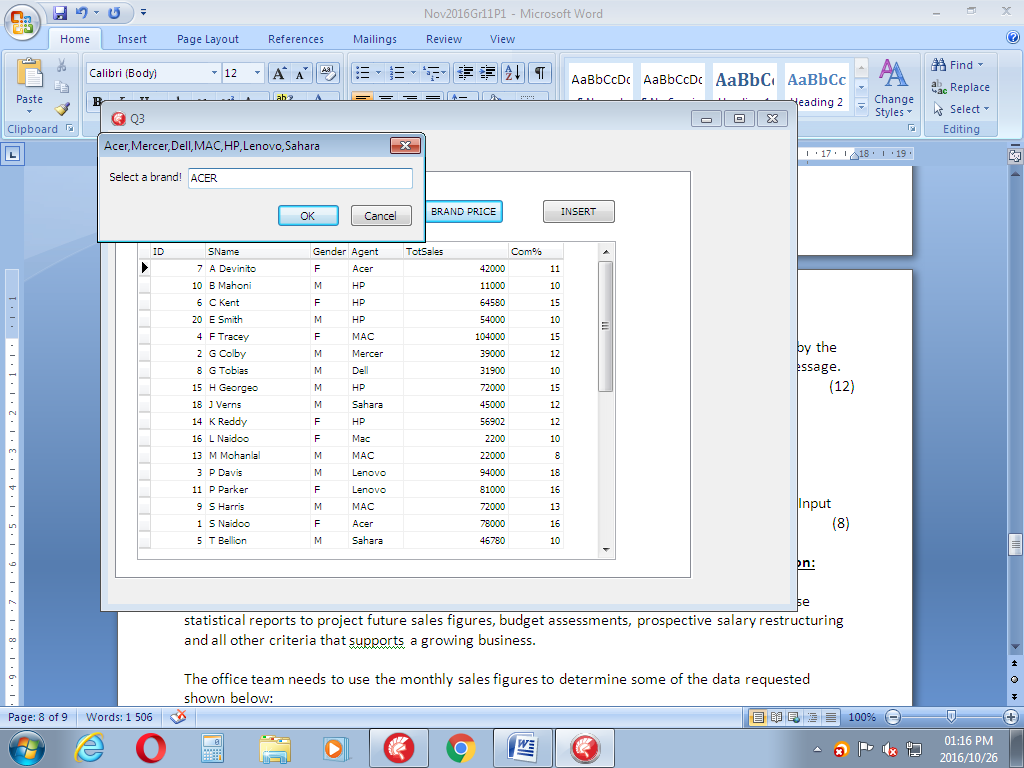 Nov2016Gr11P1 - Microsoft Word
Home Insert Page Layout References Mailings Review View
Calibri (Body) 12
Paste
Clipboard
AaBbCcDc AaBbCcDc AaBbC AaBbCc
Heading 2
Change Styles
Find
Replace
Select
Editing
Q3
Acer,Mercer,Dell,MAC,HP,Lenovo,Sahara
Select a brand! ACER
OK Cancel
BRAND PRICE INSERT
ID SName Gender Agent TotSales Com%
7 A Devinito F Acer 42000 11
10 B Mahoni M HP 11000 10
6 C Kent F HP 64580 15
20 E Smith M HP 54000 10
4 F Tracey F MAC 104000 15
2 G Colby M Mercer 39000 12
8 G Tobias M Dell 31900 10
15 H Georgeo M HP 72000 15
18 J Verns M Sahara 45000 12
14 K Reddy F HP 56902 12
16 L Naidoo F Mac 2200 10
13 M Mohanlal M MAC 22000 8
3 P Davis M Lenovo 94000 18
11 P Parker F Lenovo 81000 16
9 S Harris M MAC 72000 13
1 S Naidoo F Acer 78000 16
5 T Bellion M Sahara 46780 10
17 18 19
by the
essage.
(12)
Input
(8)
on:
se
statistical reports to project future sales figures, budget assessments, prospective salary restructuring
and all other criteria that supports a growing business.
The office team needs to use the monthly sales figures to determine some of the data requested
shown below:
Page: 8 of 9 Words: 1 506 100%
01:16 PM
2016/10/26